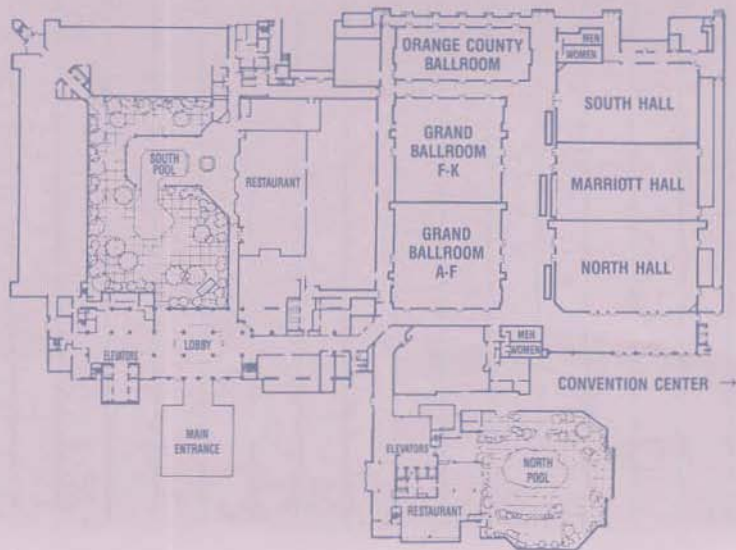 ORANGE COUNTY
BALLROOM
MEN
WOMEN
SOUTH HALL
GRAND
BALLROOM
F-K
SOUTH
POOL
RESTAURANT
MARRIOTT HALL
GRAND
BALLROOM
A-F
NORTH HALL
LOBBY
ELEVATORS
MEN
WOMEN
CONVENTION CENTER →
MAIN
ENTRANCE
ELEVATORS
NORTH
POOL
RESTAURANT